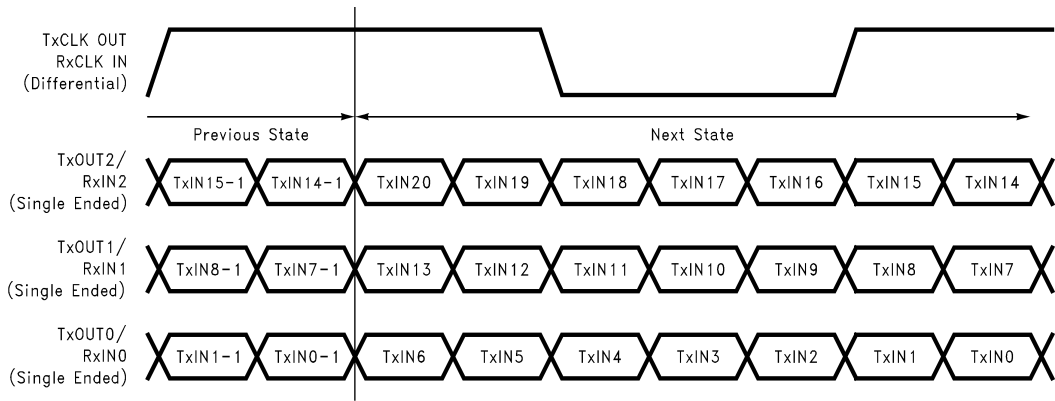 TxCLK OUT
RxCLK IN
(Differential)
Previous State
Next State
TxOUT2/
RxIN2
(Single Ended)
TxIN15-1 TxIN14-1 TxIN20 TxIN19 TxIN18 TxIN17 TxIN16 TxIN15 TxIN14
TxOUT1/
RxIN1
(Single Ended)
TxIN8-1 TxIN7-1 TxIN13 TxIN12 TxIN11 TxIN10 TxIN9 TxIN8 TxIN7
TxOUT0/
RxIN0
(Single Ended)
TxIN1-1 TxIN0-1 TxIN6 TxIN5 TxIN4 TxIN3 TxIN2 TxIN1 TxIN0